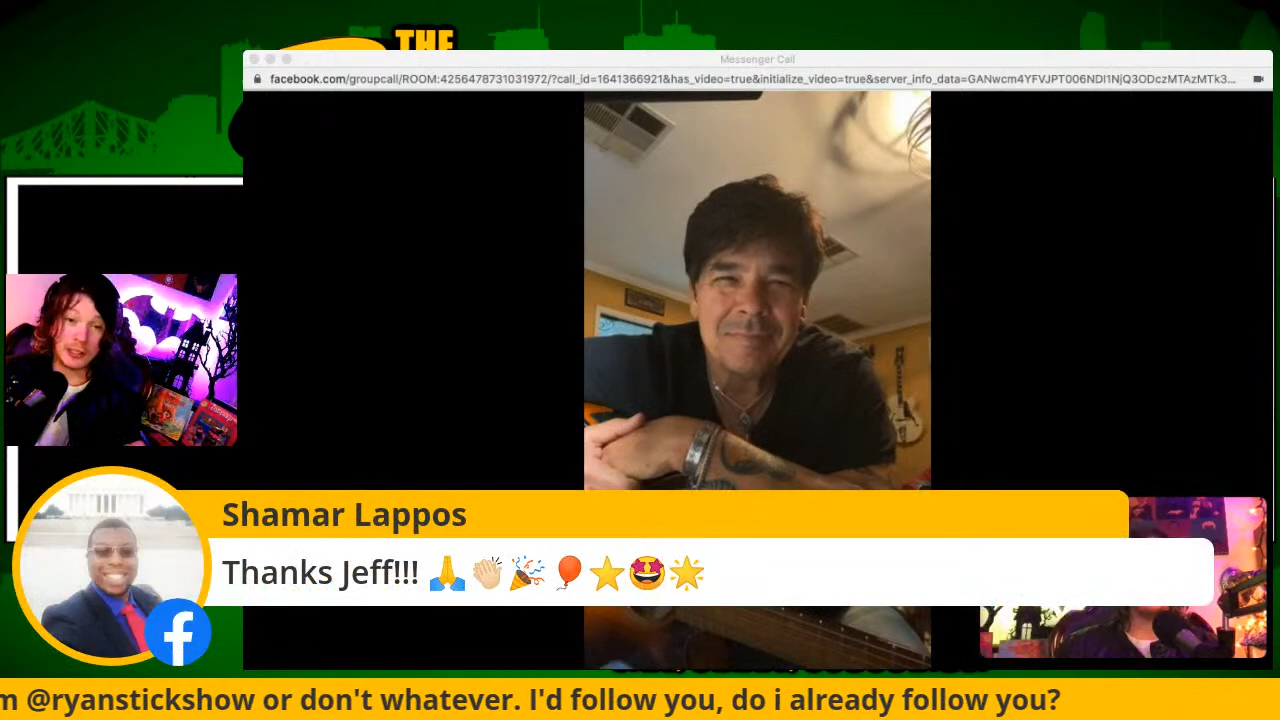 THE
Messenger Call
facebook.com/groupcall/ROOM:4256478731031972/?call_id=1641366921&has_video=true&initialize_video=true&server_info_data=GANwcm4YFVJPT006NDI1NjQ3ODczMTAzMTk3...
Shamar Lappos
Thanks Jeff!!! 🙏👏🏼🎉🎈⭐🤩🌟
m @ryanstickshow or don't whatever. I'd follow you, do i already follow you?